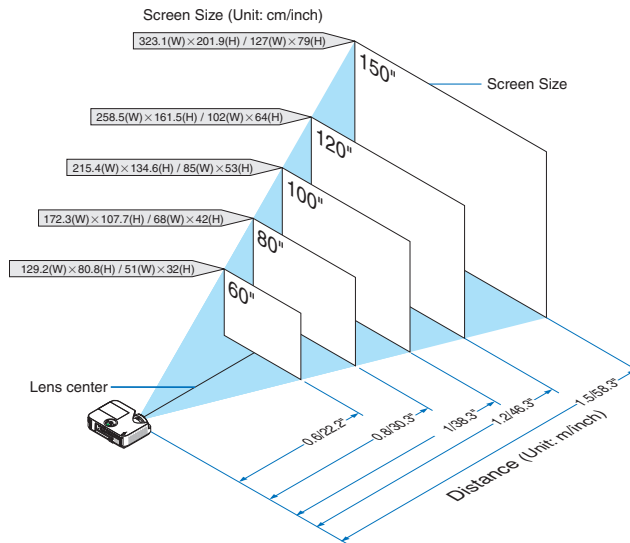 Screen Size (Unit: cm/inch)
323.1(W)×201.9(H) / 127(W)×79(H)
150"
Screen Size
258.5(W)×161.5(H) / 102(W)×64(H)
120"
215.4(W)×134.6(H) / 85(W)×53(H)
100"
172.3(W)×107.7(H) / 68(W)×42(H)
80"
129.2(W)×80.8(H) / 51(W)×32(H)
60"
Lens center
0.6/22.2"
0.8/30.3"
1/38.3"
1.2/46.3"
1.5/58.3"
Distance (Unit: m/inch)